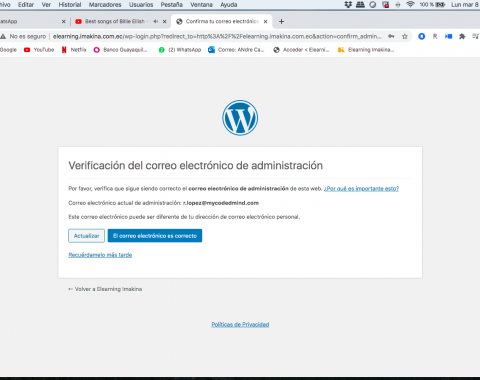 hivo Editar Ver Historial Marcadores Usuarios Pestaña Ventana Ayuda 100 % Lun mar 8
atsApp Best songs of Billie Eilish - Confirma tu correo electrónico
No es seguro | elearning.imakina.com.ec/wp-login.php?redirect_to=http%3A%2F%2Felearning.imakina.com.ec&action=confirm_admin...
Google YouTube Netflix Banco Guayaquil... (2) WhatsApp Correo: Andre Ca... Acceder < Elearni... Elearning Imakina...
Verificación del correo electrónico de administración
Por favor, verifica que sigue siendo correcto el correo electrónico de administración de esta web. ¿Por qué es importante esto?
Correo electrónico actual de administración: r.lopez@mycodedmind.com
Este correo electrónico puede ser diferente de tu dirección de correo electrónico personal.
Actualizar El correo electrónico es correcto
Recuérdemelo más tarde
← Volver a Elearning Imakina
Políticas de Privacidad